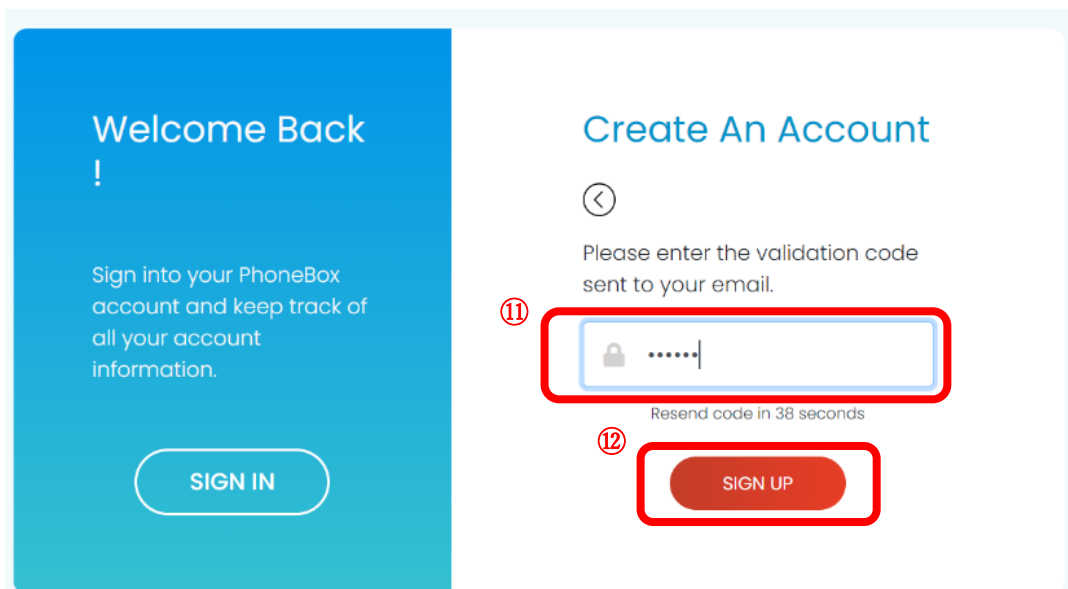 Welcome Back
!
Sign into your PhoneBox
account and keep track of
all your account
information.
SIGN IN
Create An Account
Please enter the validation code
sent to your email.
⑪
••••••
Resend code in 38 seconds
⑫
SIGN UP